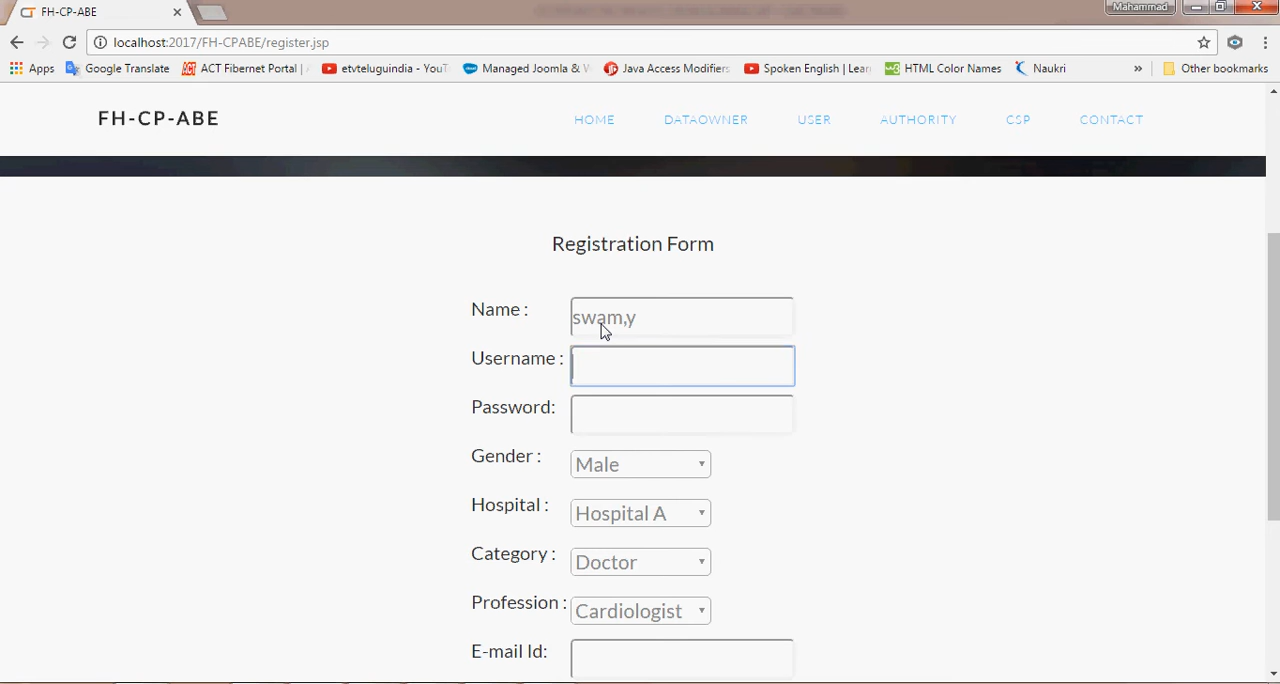 FH-CP-ABE
Mahammad
localhost:2017/FH-CPABE/register.jsp
Apps Google Translate ACT Fibernet Portal | etvteluguindia - YouT Managed Joomla & W Java Access Modifiers Spoken English | Lear HTML Color Names Naukri » Other bookmarks
FH-CP-ABE HOME DATAOWNER USER AUTHORITY CSP CONTACT
Registration Form
Name : swam,y
Username :
Password:
Gender : Male
Hospital : Hospital A
Category : Doctor
Profession : Cardiologist
E-mail Id: